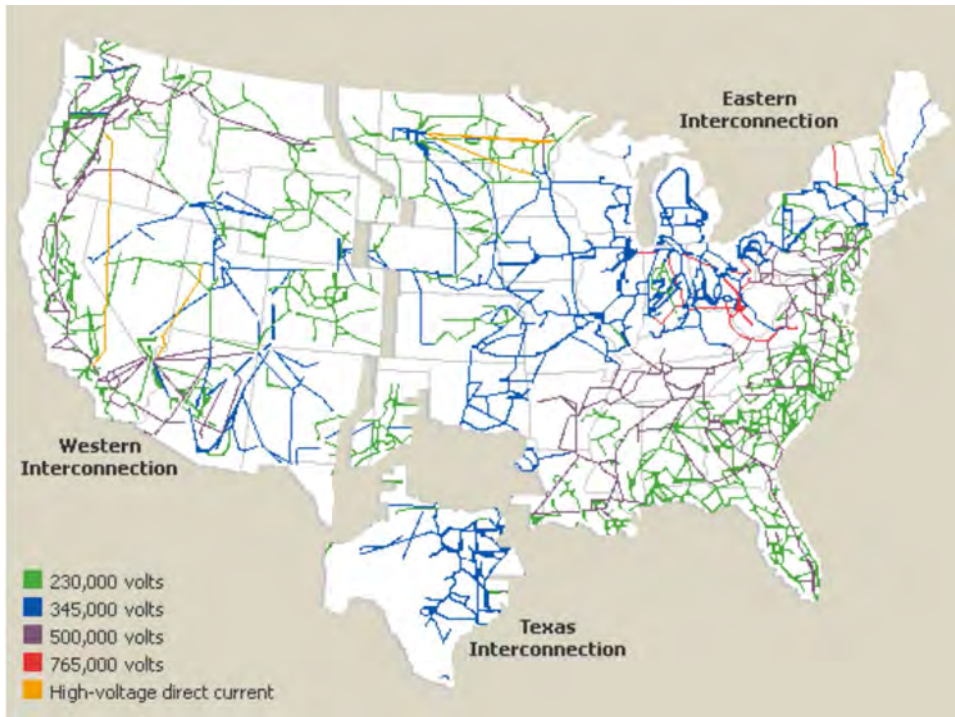 Eastern
Interconnection
Western
Interconnection
Texas
Interconnection
230,000 volts
345,000 volts
500,000 volts
765,000 volts
High-voltage direct current